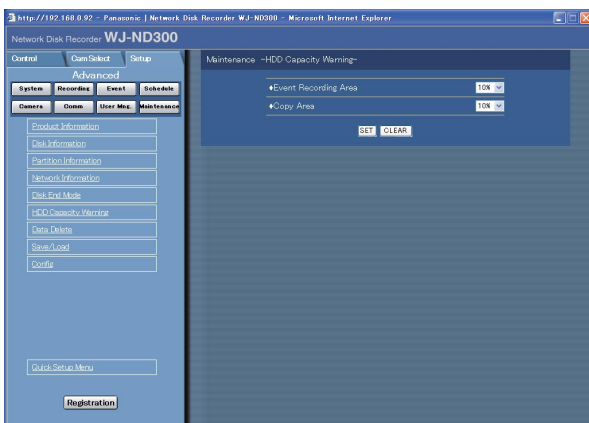 http://192.168.0.92 - Panasonic | Network Disk Recorder WJ-ND300 - Microsoft Internet Explorer
Network Disk Recorder WJ-ND300
Control Cam Select Setup
Advanced
System Recording Event Schedule
Camera Comm User Mng. Maintenance
Product Information
Disk Information
Partition Information
Network Information
Disk End Mode
HDD Capacity Warning
Data Delete
Save/Load
Config
Quick Setup Menu
Registration
Maintenance -HDD Capacity Warning-
♦Event Recording Area 10%
♦Copy Area 10%
SET CLEAR